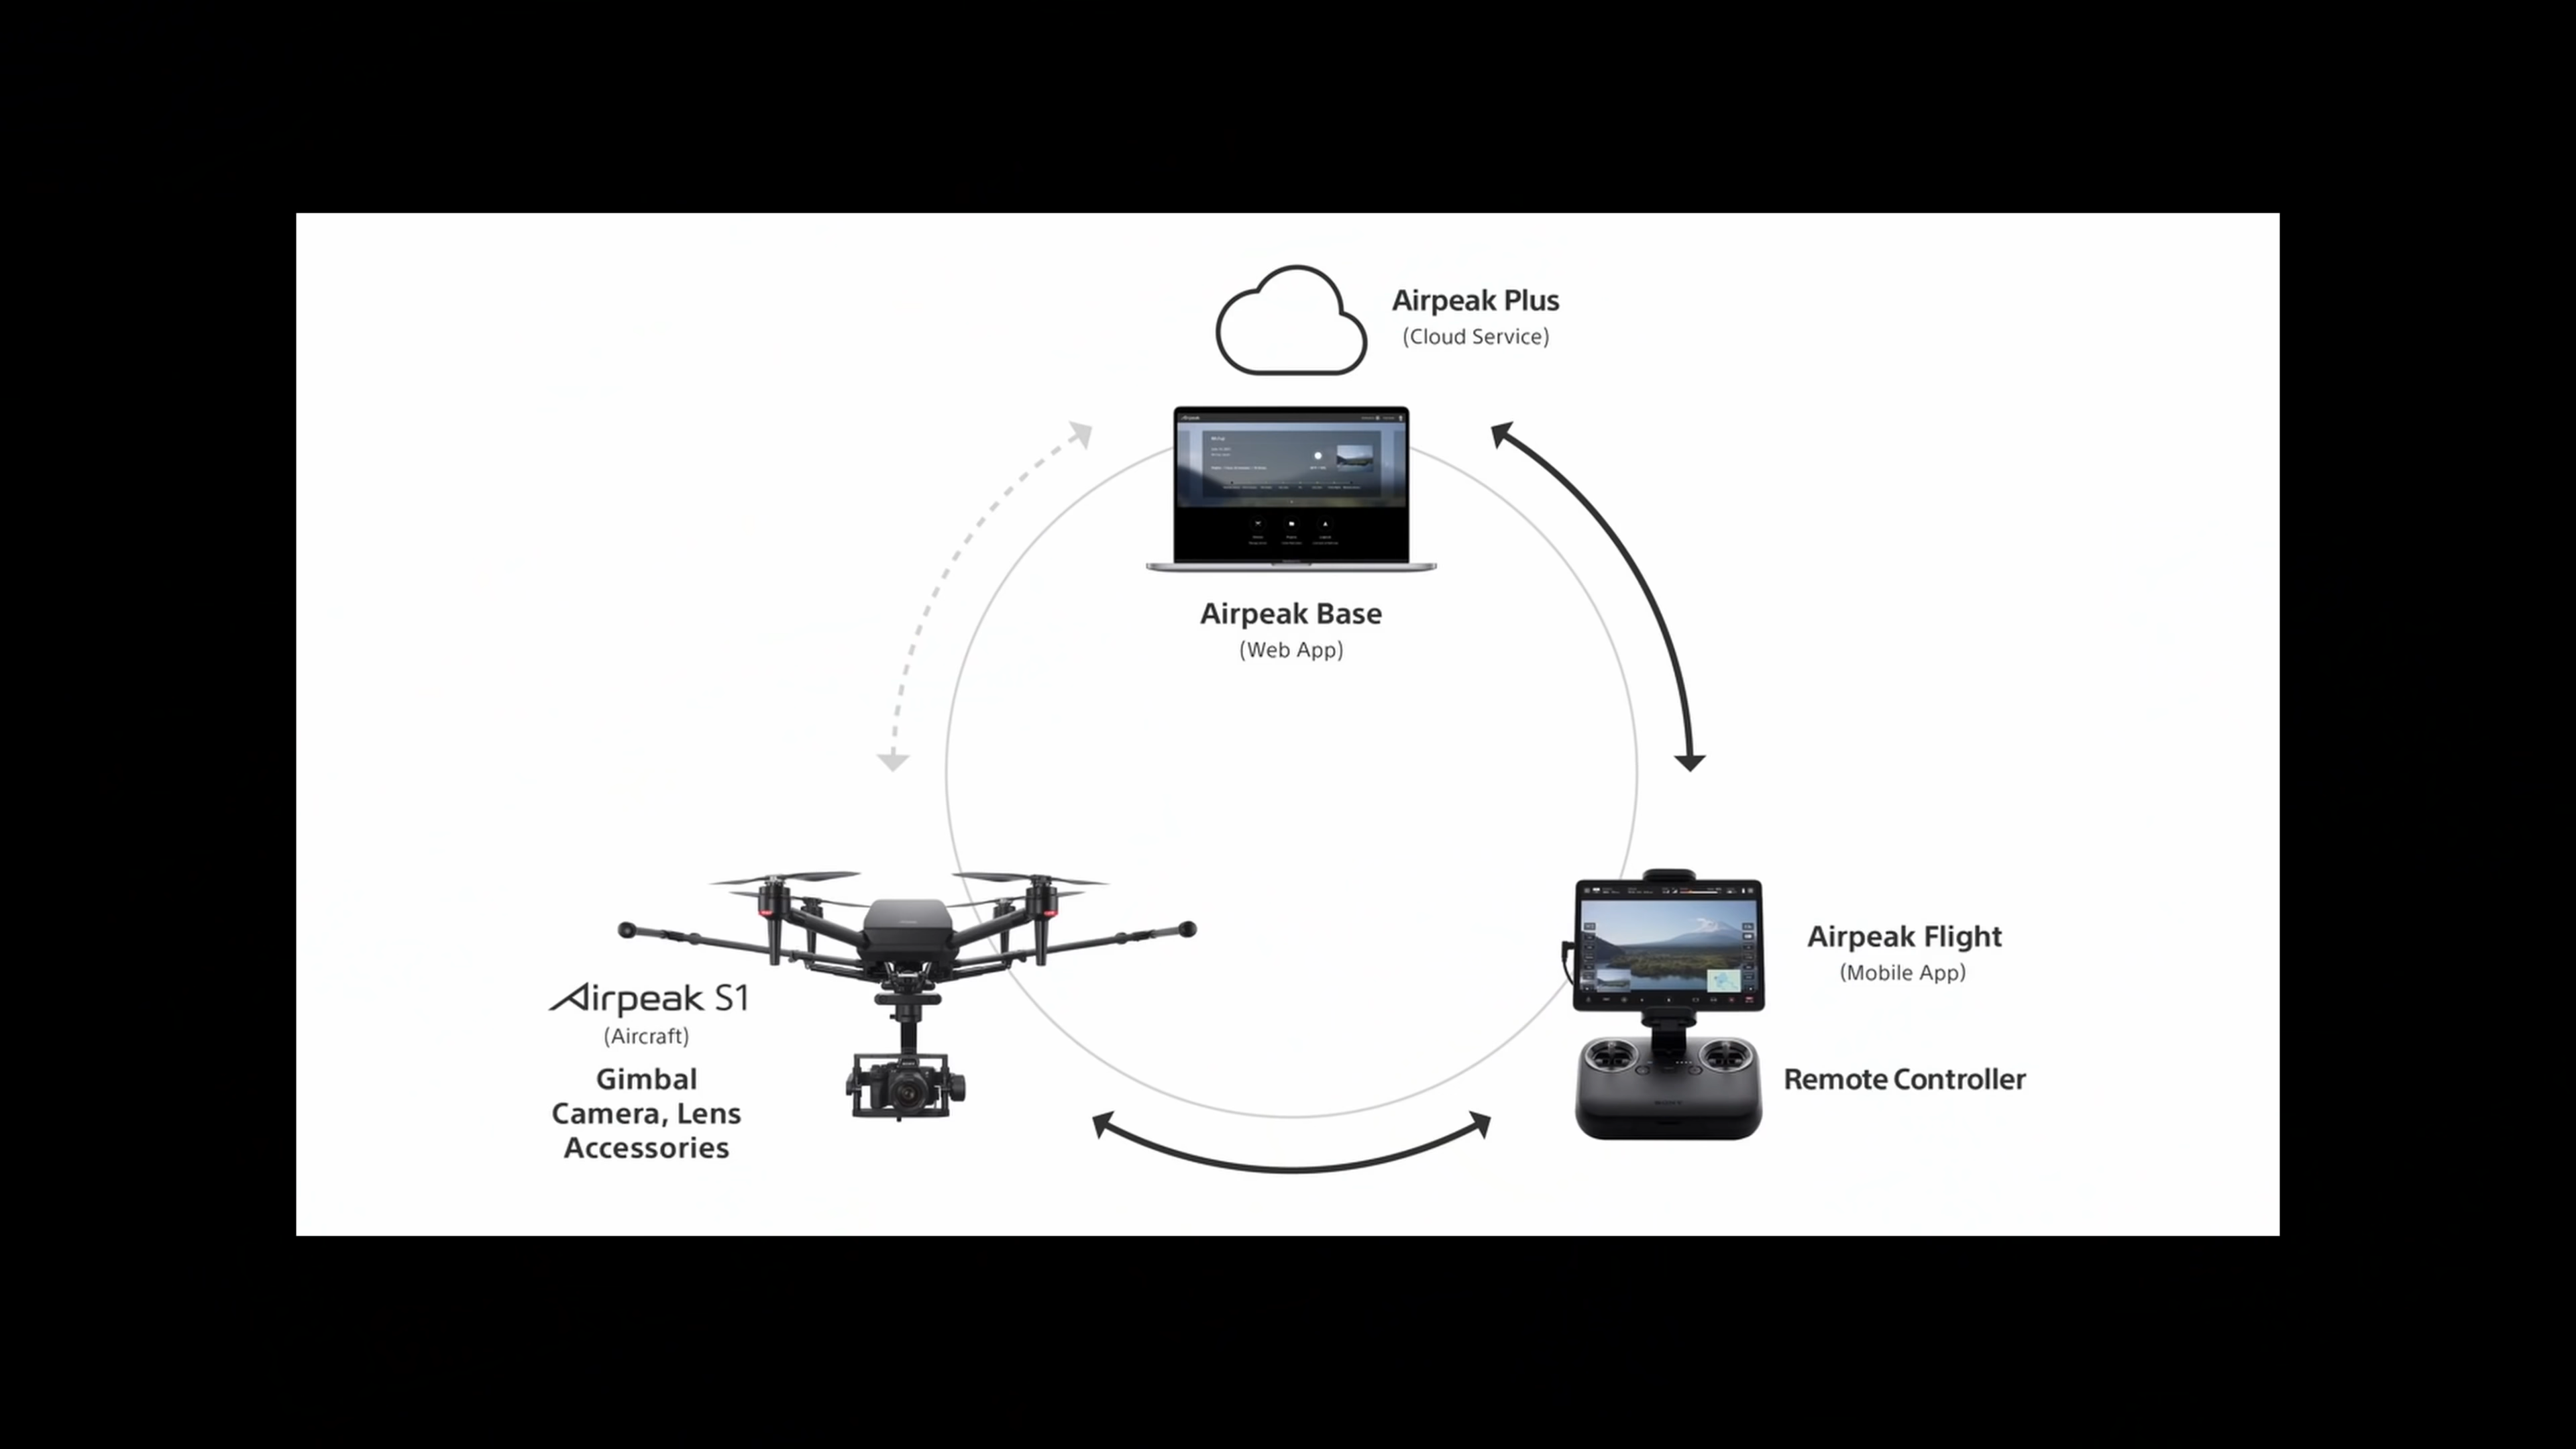 Airpeak Plus
(Cloud Service)
Airpeak Base
(Web App)
Airpeak S1
(Aircraft)
Gimbal
Camera, Lens
Accessories
Airpeak Flight
(Mobile App)
Remote Controller